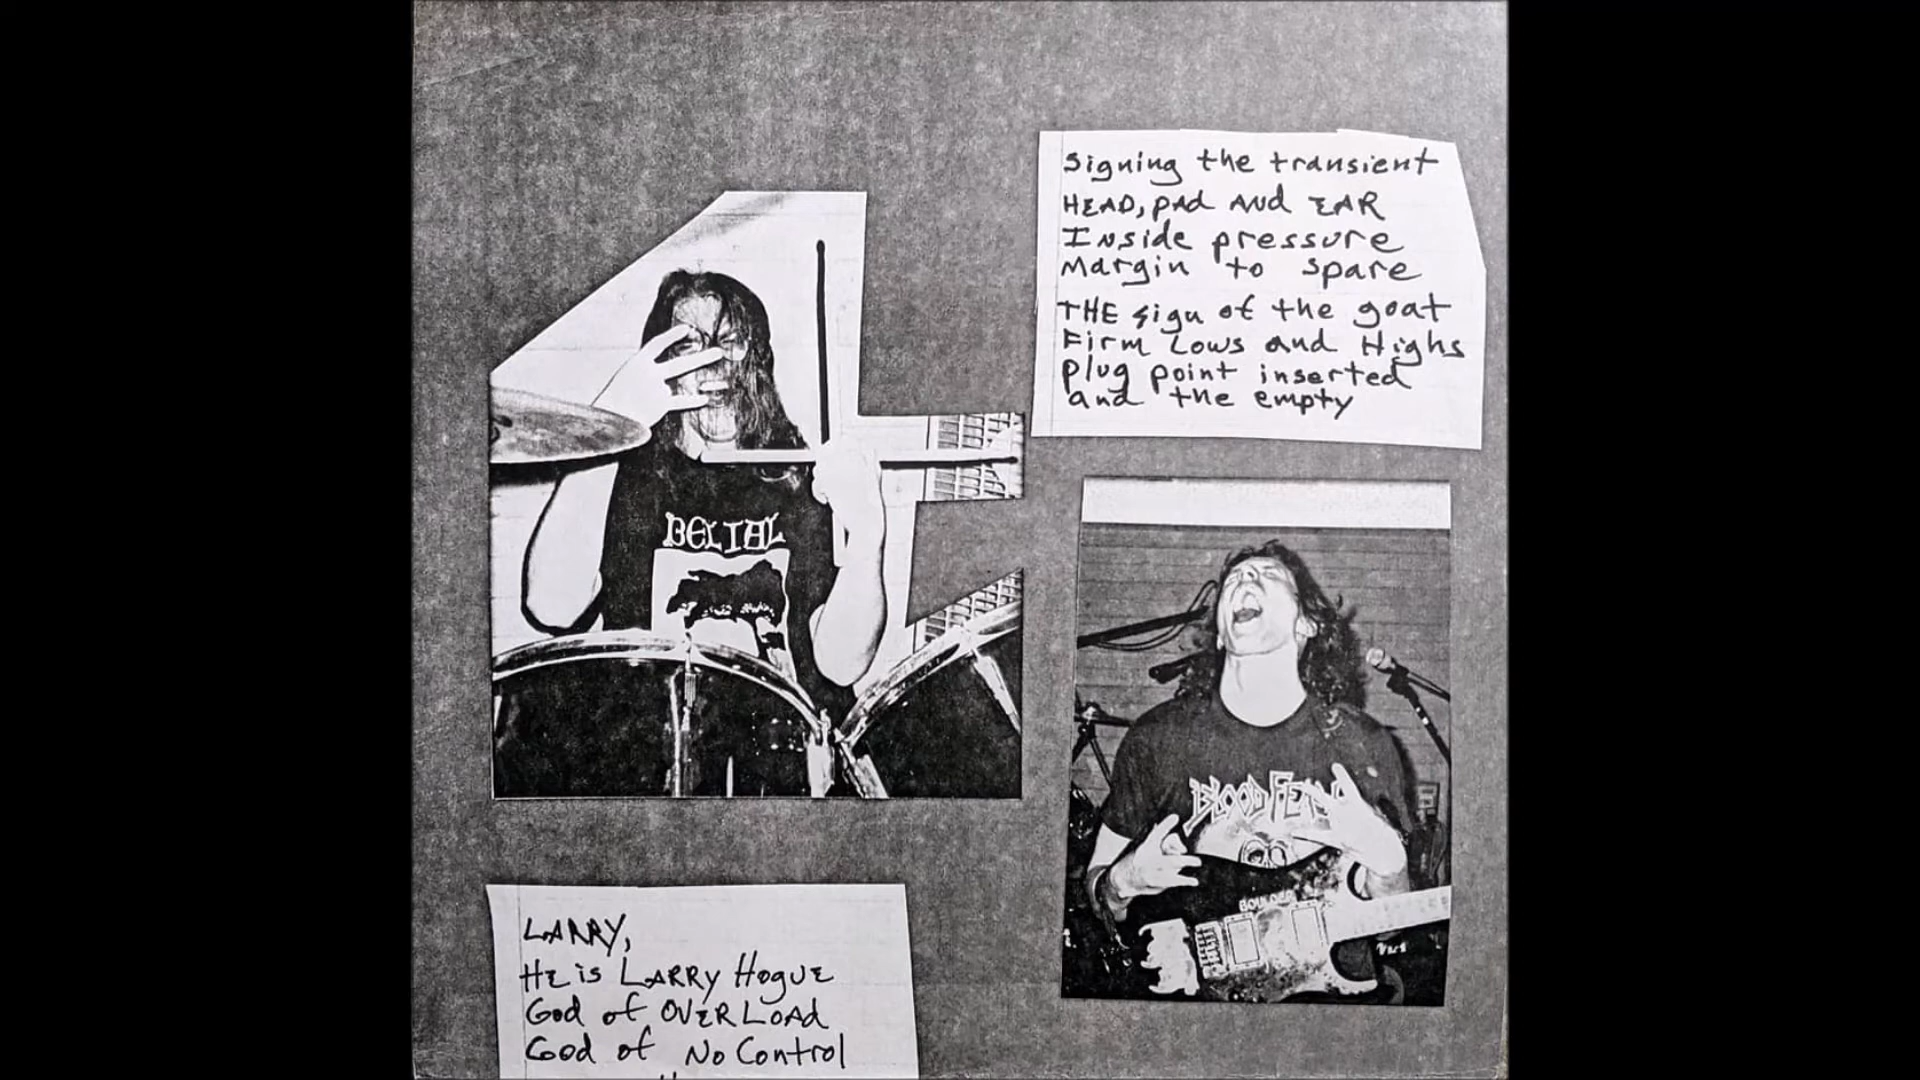 Signing the transient
HEAD, pad AND EAR
Inside pressure
Margin to spare
THE sign of the goat
Firm Lows and Highs
plug point inserted
and the empty
BELIAL
BOULDER
LARRY,
HE is LARRY HOGUE
God of OVERLOAd
God of No Control